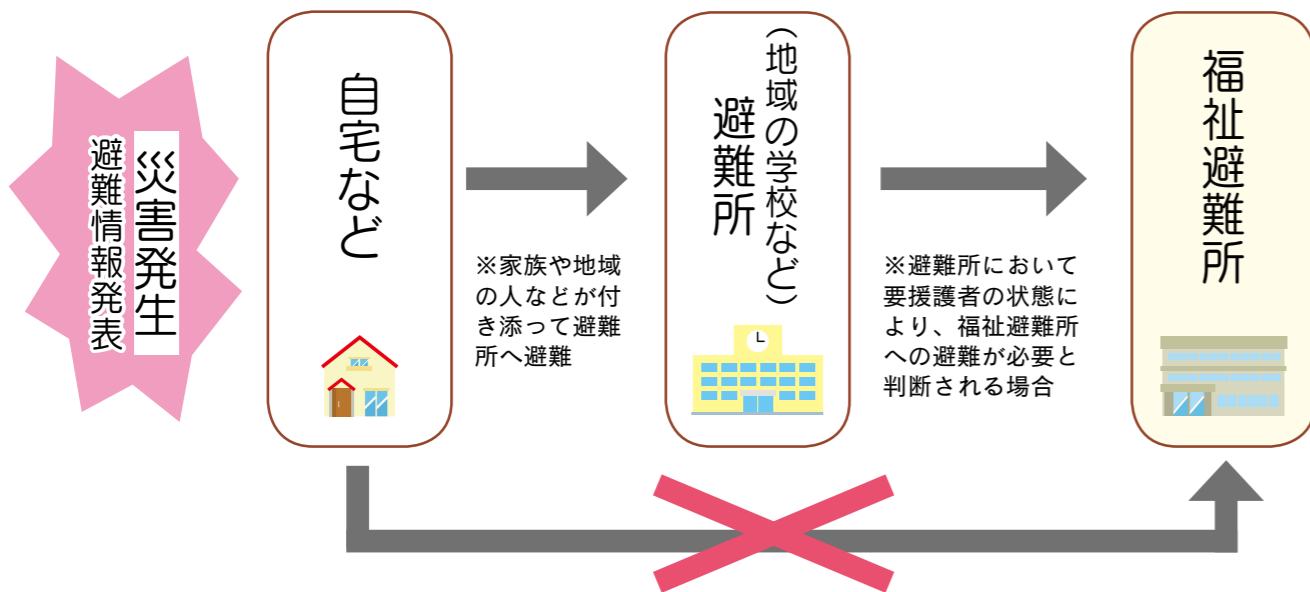 災害発生
避難情報発表
自宅など
※家族や地域
の人などが付
き添って避難
所へ避難
(地域の学校など)
避難所
※避難所において
要援護者の状態に
より、福祉避難所
への避難が必要と
判断される場合
福祉避難所